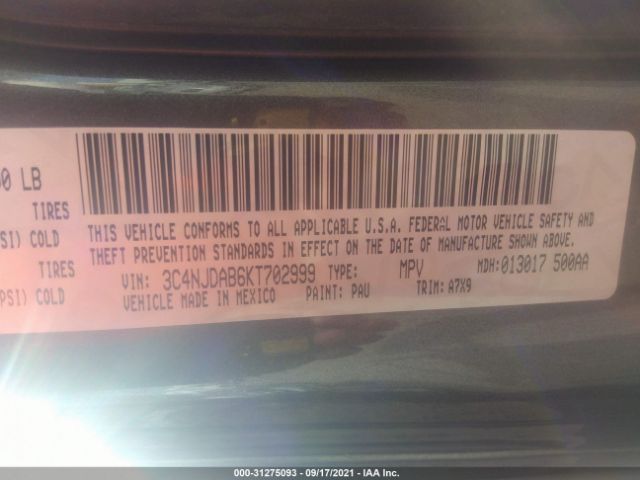 0 LB
TIRES
SI) COLD
TIRES
PSI) COLD
THIS VEHICLE CONFORMS TO ALL APPLICABLE U.S.A. FEDERAL MOTOR VEHICLE SAFETY AND
THEFT PREVENTION STANDARDS IN EFFECT ON THE DATE OF MANUFACTURE SHOWN ABOVE.
VIN: 3C4NJDAB6KT702999 TYPE: MPV MDH: 013017 500AA
VEHICLE MADE IN MEXICO PAINT: PAU TRIM: A7X9
000-31275093 - 09/17/2021 - IAA Inc.